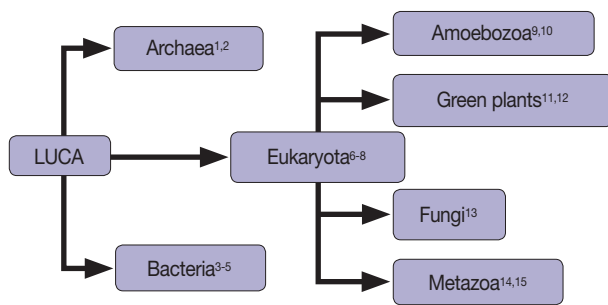 Amoebozoa9,10
Archaea1,2
Green plants11,12
LUCA
Eukaryota6-8
Fungi13
Bacteria3-5
Metazoa14,15